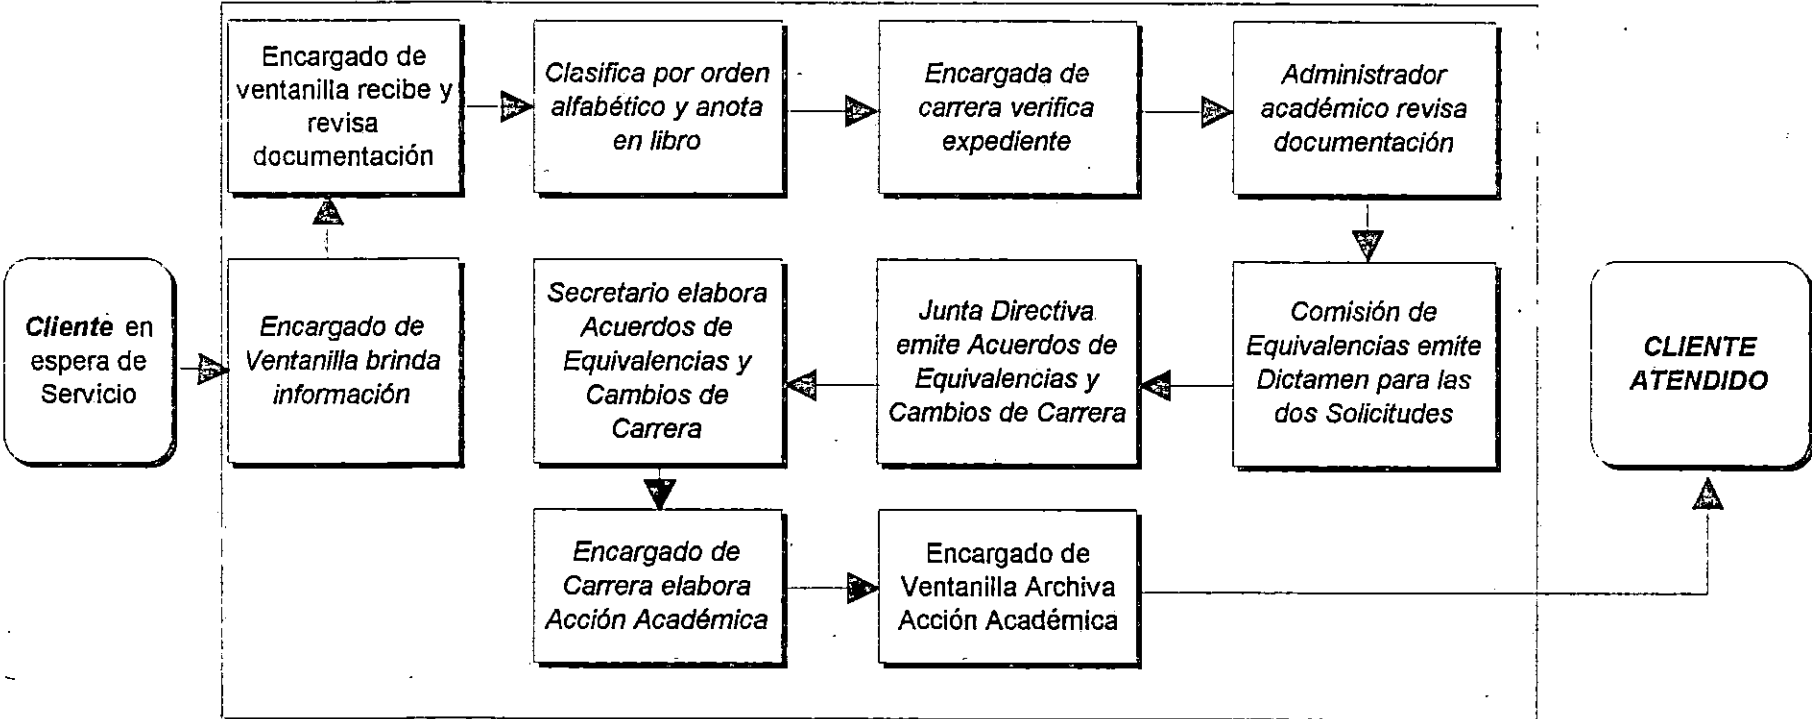 Cliente en
espera de
Servicio
Encargado de
Ventanilla brinda
información
Encargado de
ventanilla recibe y
revisa
documentación
Clasifica por orden
alfabético y anota
en libro
Encargada de
carrera verifica
expediente
Administrador
académico revisa
documentación
Comisión de
Equivalencias emite
Dictamen para las
dos Solicitudes
Junta Directiva
emite Acuerdos de
Equivalencias y
Cambios de Carrera
Secretario elabora
Acuerdos de
Equivalencias y
Cambios de
Carrera
Encargado de
Carrera elabora
Acción Académica
Encargado de
Ventanilla Archiva
Acción Académica
CLIENTE
ATENDIDO